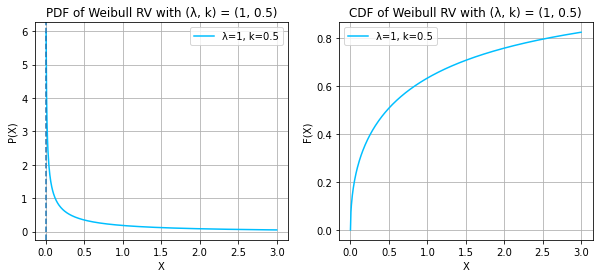 PDF of Weibull RV with (λ, k) = (1, 0.5)
λ=1, k=0.5
P(X)
6
5
4
3
2
1
0
0.0 0.5 1.0 1.5 2.0 2.5 3.0
X
CDF of Weibull RV with (λ, k) = (1, 0.5)
λ=1, k=0.5
F(X)
0.8
0.6
0.4
0.2
0.0
0.0 0.5 1.0 1.5 2.0 2.5 3.0
X